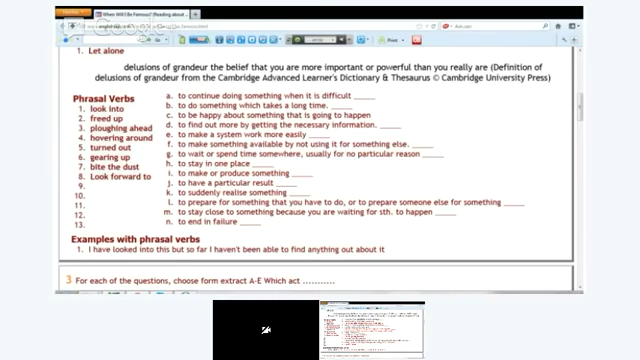 When Will I Be Famous? (Reading about
Print
1. Let alone
delusions of grandeur the belief that you are more important or powerful than you really are (Definition of
delusions of grandeur from the Cambridge Advanced Learner's Dictionary & Thesaurus © Cambridge University Press)
Phrasal Verbs
1. look into
2. freed up
3. ploughing ahead
4. hovering around
5. turned out
6. gearing up
7. bite the dust
8. Look forward to
9.
10.
11.
12.
13.
a. to continue doing something when it is difficult _____
b. to do something which takes a long time. _____
c. to be happy about something that is going to happen
d. to find out more by getting the necessary information. _____
e. to make a system work more easily _____
f. to make something available by not using it for something else. _____
g. to wait or spend time somewhere, usually for no particular reason _____
h. to stay in one place _____
i. to make or produce something _____
j. to have a particular result _____
k. to suddenly realise something _____
l. to prepare for something that you have to do, or to prepare someone else for something _____
m. to stay close to something because you are waiting for sth. to happen _____
n. to end in failure _____
Examples with phrasal verbs
1. I have looked into this but so far I haven't been able to find anything out about it
3 For each of the questions, choose form extract A-E Which act ..........